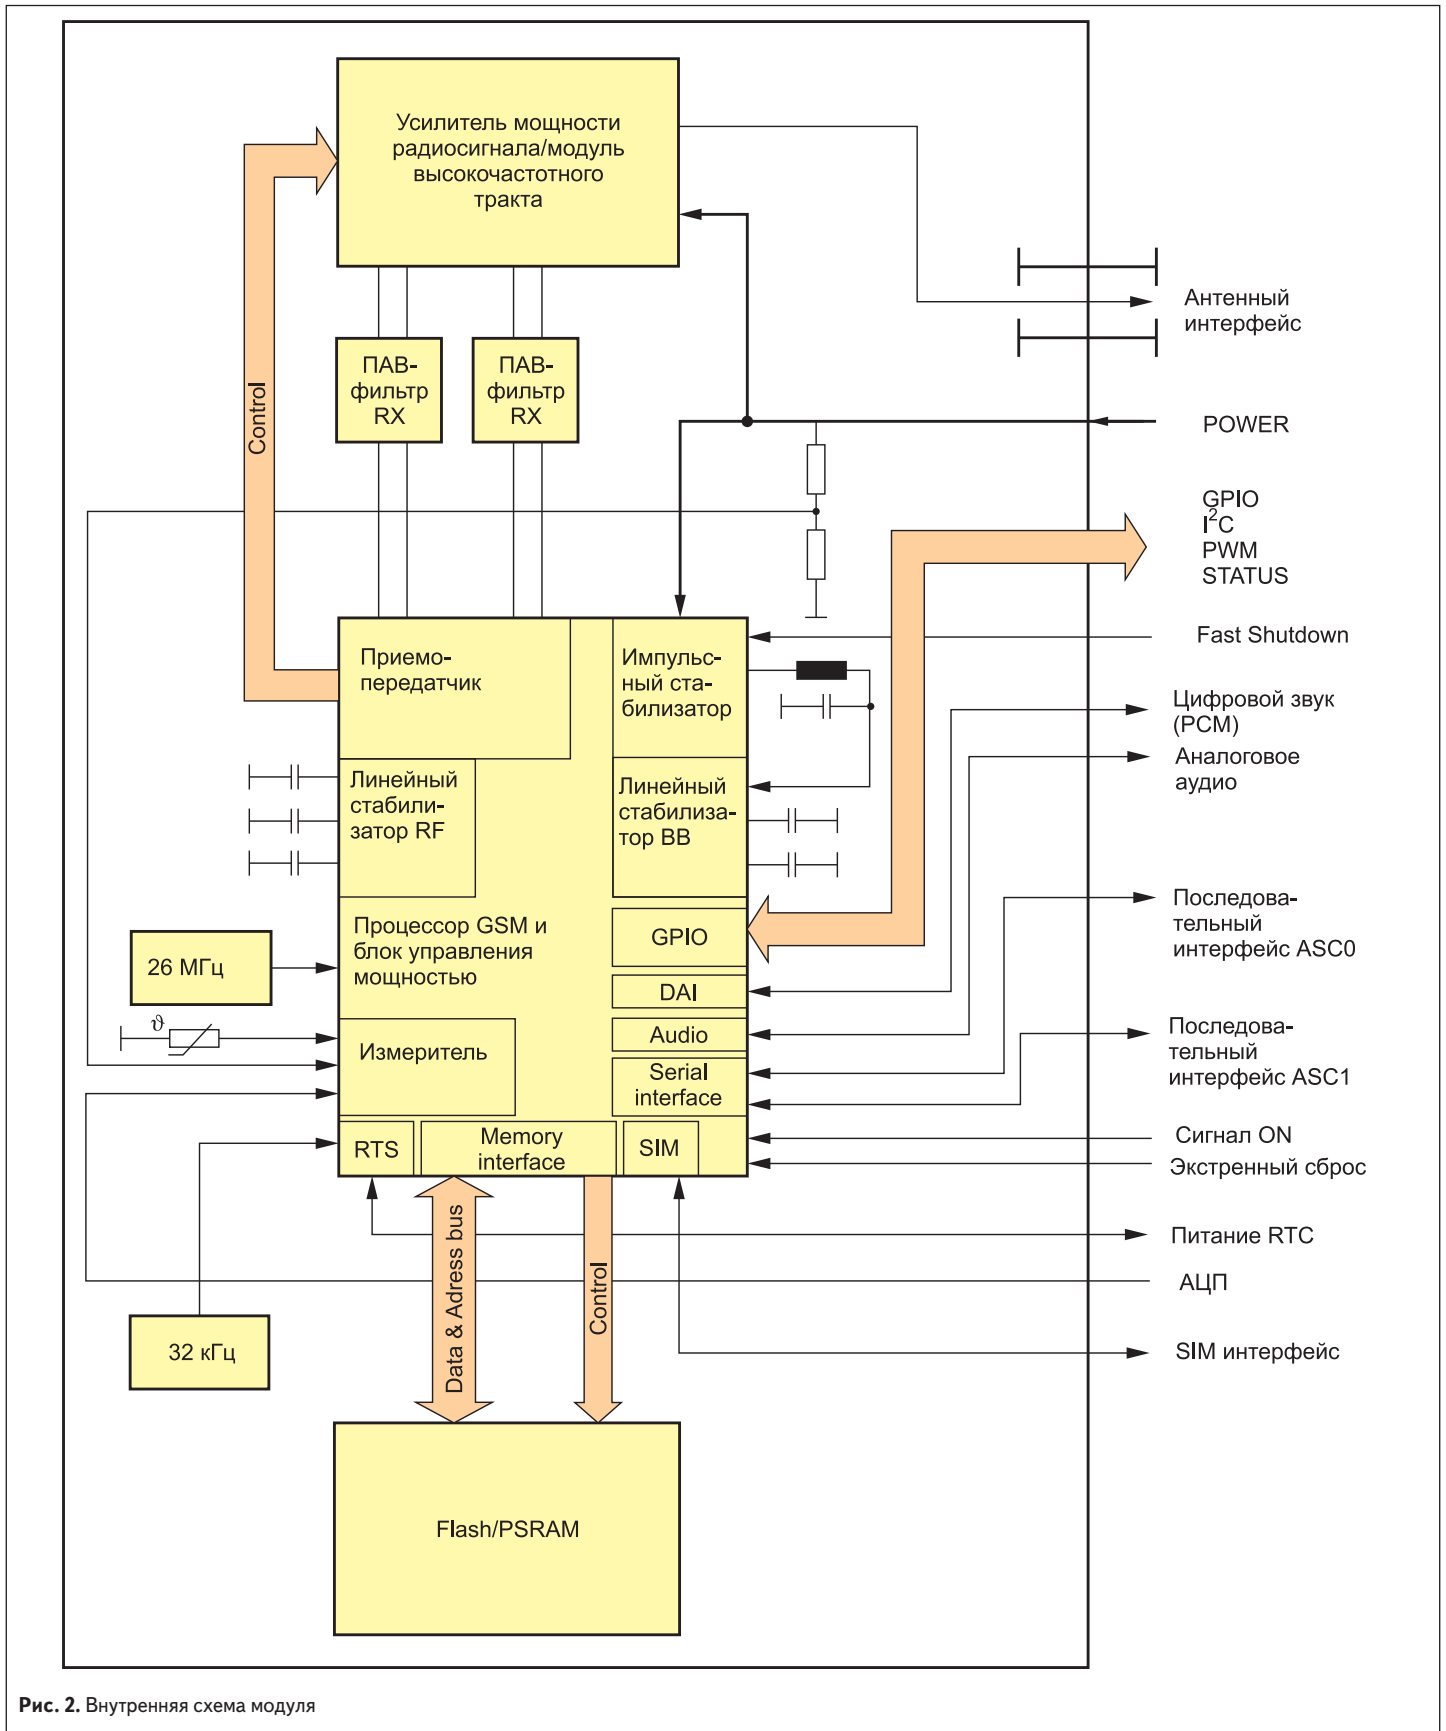 Усилитель мощности
радиосигнала/модуль
высокочастотного
тракта
Антенный
интерфейс
ПАВ-
фильтр
RX
ПАВ-
фильтр
RX
Control
POWER
GPIO
I²C
PWM
STATUS
Fast Shutdown
Приемо-
передатчик
Импульс-
ный ста-
билизатор
Цифровой звук
(PCM)
Аналоговое
аудио
Линейный
стабили-
затор RF
Линейный
стабилиза-
тор BB
Последова-
тельный
интерфейс ASC0
Процессор GSM и
блок управления
мощностью
GPIO
26 МГц
DAI
ϑ
Audio
Измеритель
Serial
interface
Последова-
тельный
интерфейс ASC1
RTS
Memory
interface
SIM
Сигнал ON
Экстренный сброс
Питание RTC
АЦП
Data & Adress bus
Control
32 кГц
SIM интерфейс
Flash/PSRAM
Рис. 2. Внутренняя схема модуля